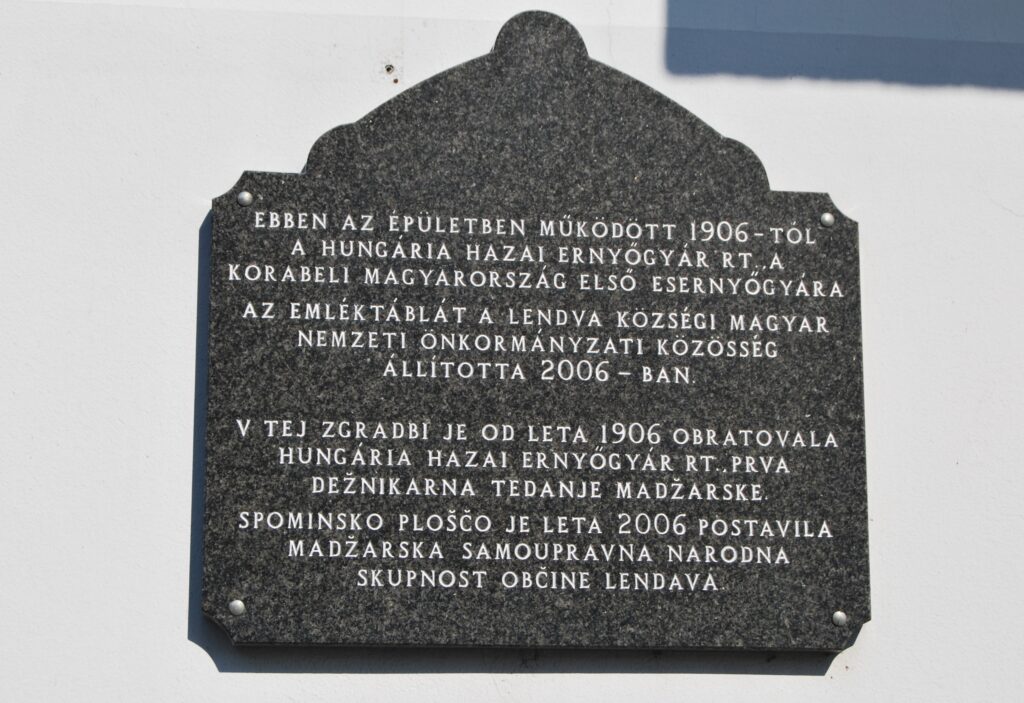 EBBEN AZ ÉPÜLETBEN MŰKÖDÖTT 1906-TÓL
A HUNGÁRIA HAZAI ERNYŐGYÁR RT., A
KORABELI MAGYARORSZÁG ELSŐ ESERNYŐGYÁRA
AZ EMLÉKTÁBLÁT A LENDVA KÖZSÉGI MAGYAR
NEMZETI ÖNKORMÁNYZATI KÖZÖSSÉG
ÁLLÍTOTTA 2006-BAN.
V TEJ ZGRADBI JE OD LETA 1906 OBRATOVALA
HUNGÁRIA HAZAI ERNYŐGYÁR RT., PRVA
DEŽNIKARNA TEDANJE MADŽARSKE.
SPOMINSKO PLOŠČO JE LETA 2006 POSTAVILA
MADŽARSKA SAMOUPRAVNA NARODNA
SKUPNOST OBČINE LENDAVA.